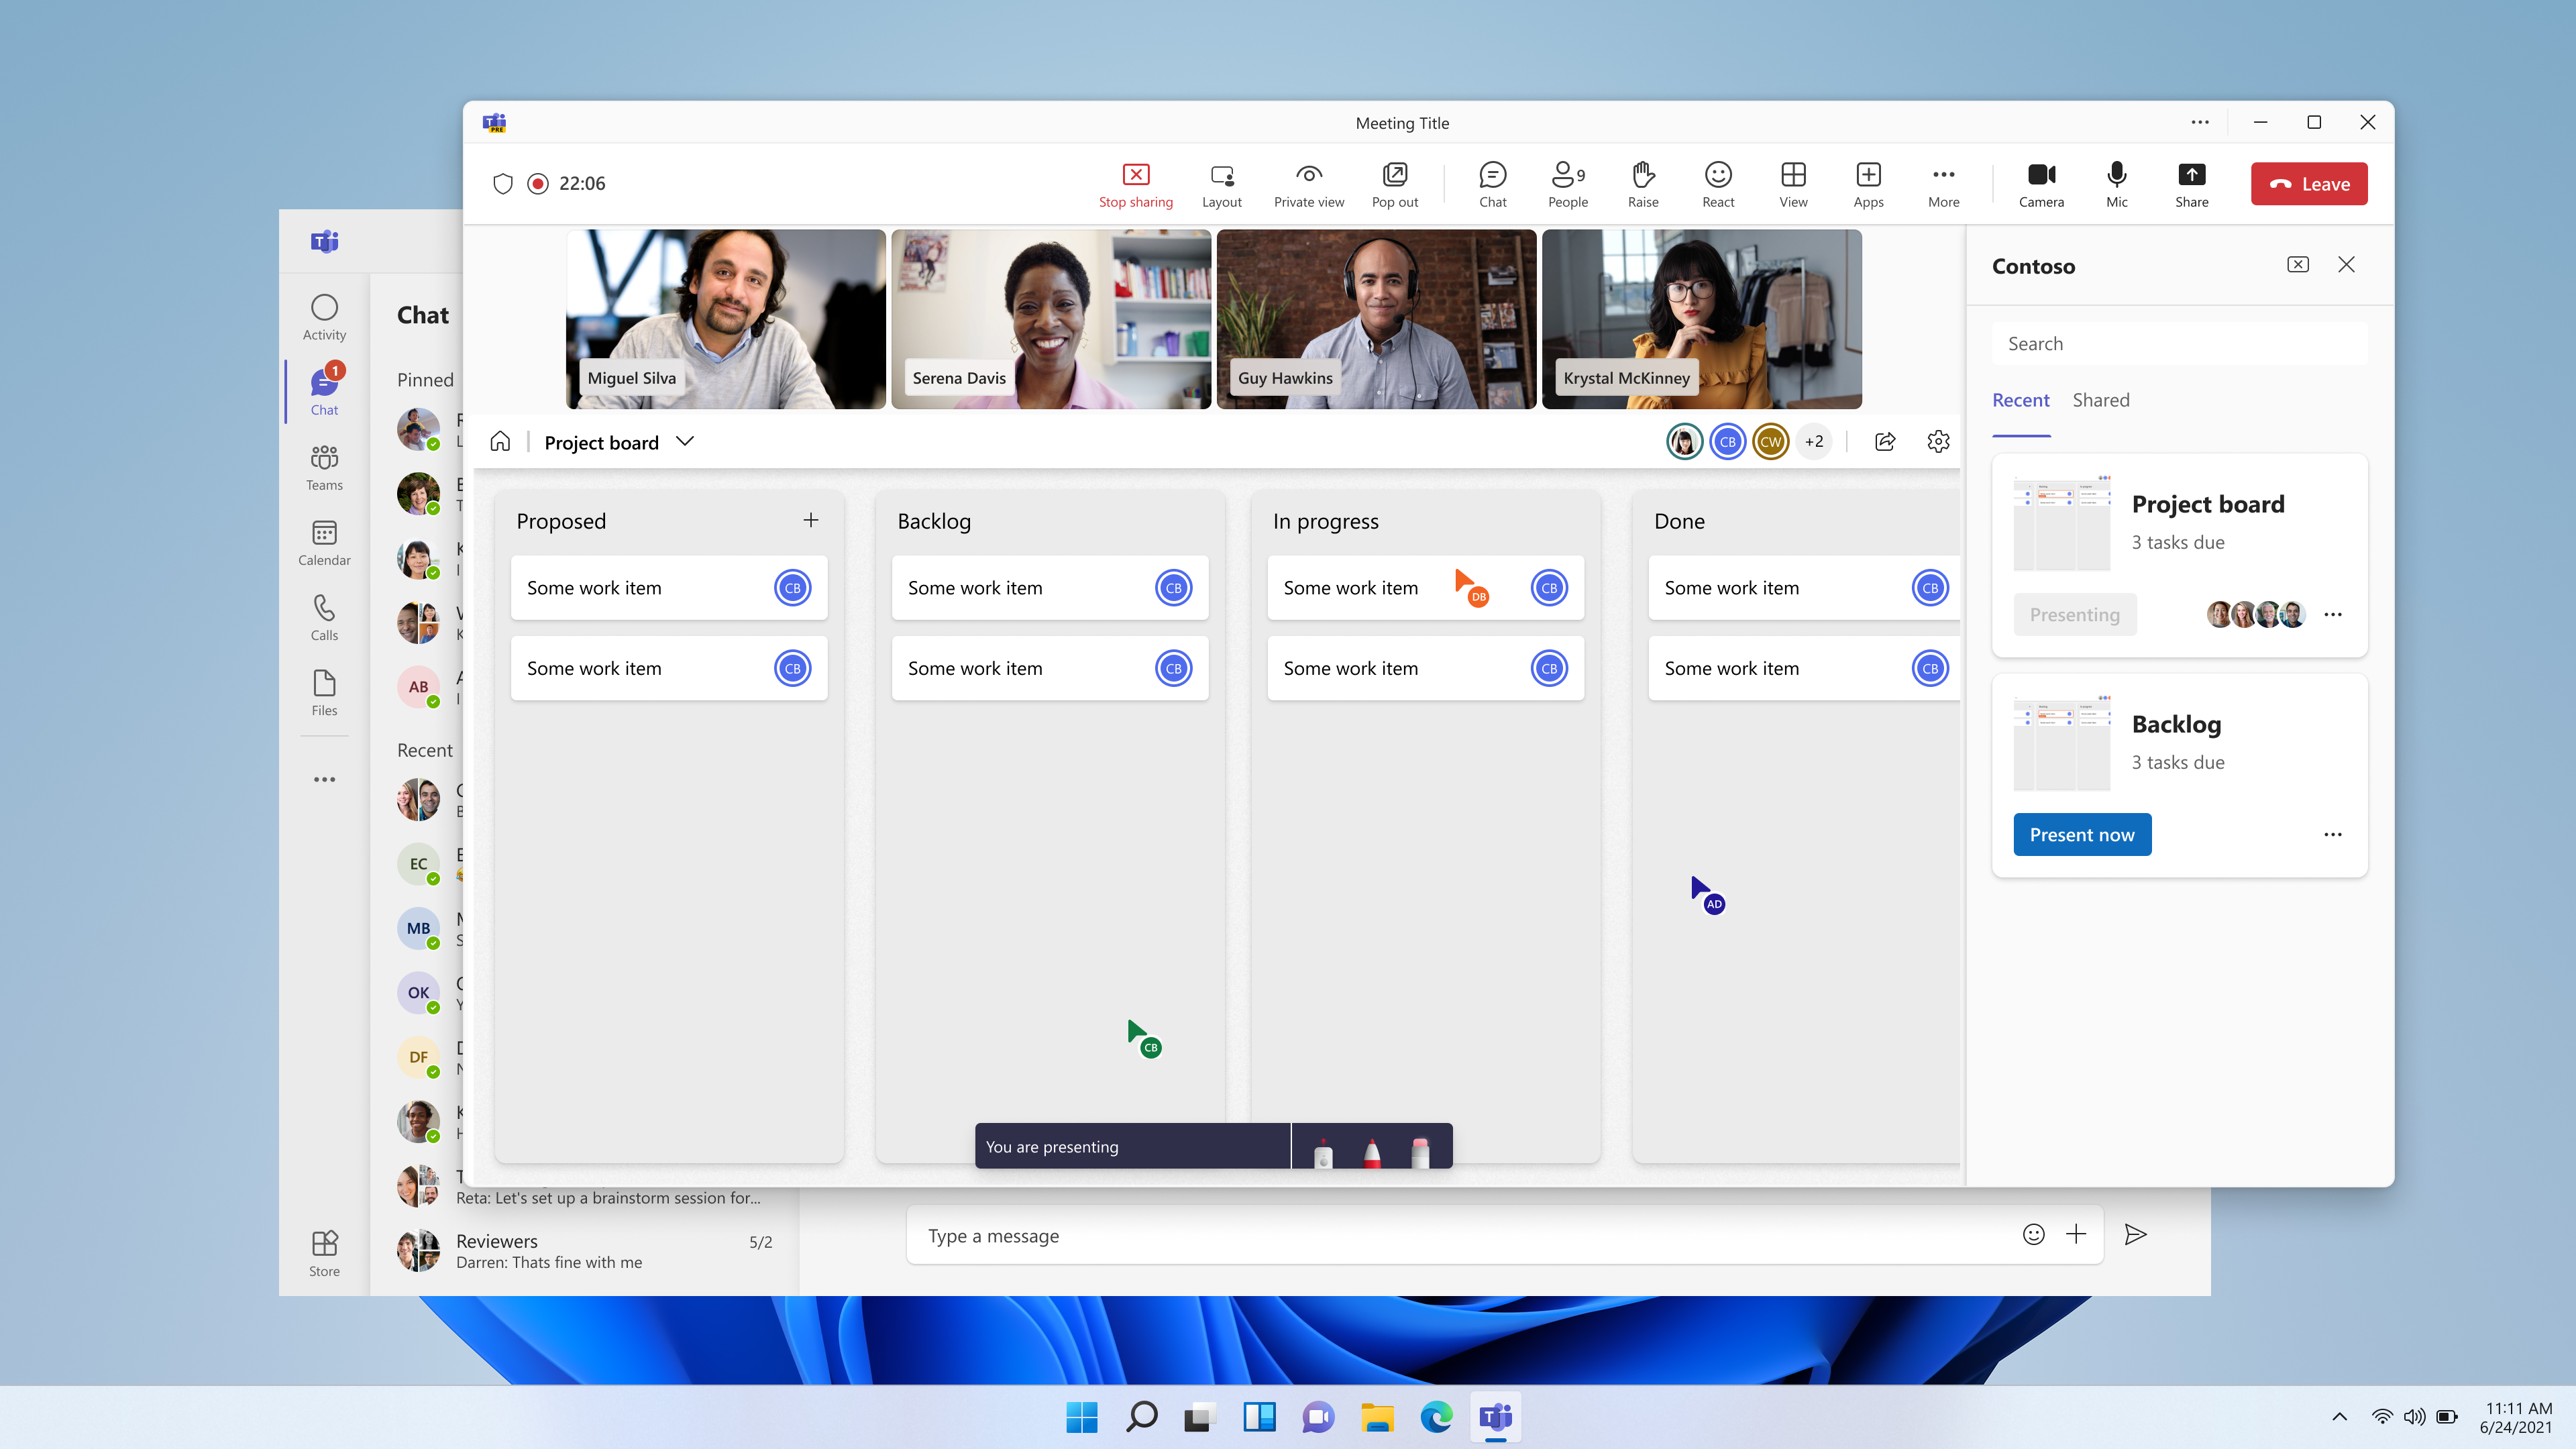 Meeting Title
22:06
Stop sharing
Layout
Private view
Pop out
Chat
9
People
Raise
React
View
Apps
More
Camera
Mic
Share
Leave
Miguel Silva
Serena Davis
Guy Hawkins
Krystal McKinney
Project board
CB
CW
+2
Proposed
Some work item CB
Some work item CB
Backlog
Some work item CB
Some work item CB
In progress
Some work item DB CB
Some work item CB
Done
Some work item CB
Some work item CB
AD
CB
You are presenting
Contoso
Search
Recent Shared
Project board
3 tasks due
Presenting
Backlog
3 tasks due
Present now
Activity
1
Chat
Teams
Calendar
Calls
Files
Store
Chat
Pinned
AB
Recent
EC
MB
OK
DF
Reta: Let's set up a brainstorm session for...
Reviewers 5/2
Darren: Thats fine with me
Type a message
11:11 AM
6/24/2021